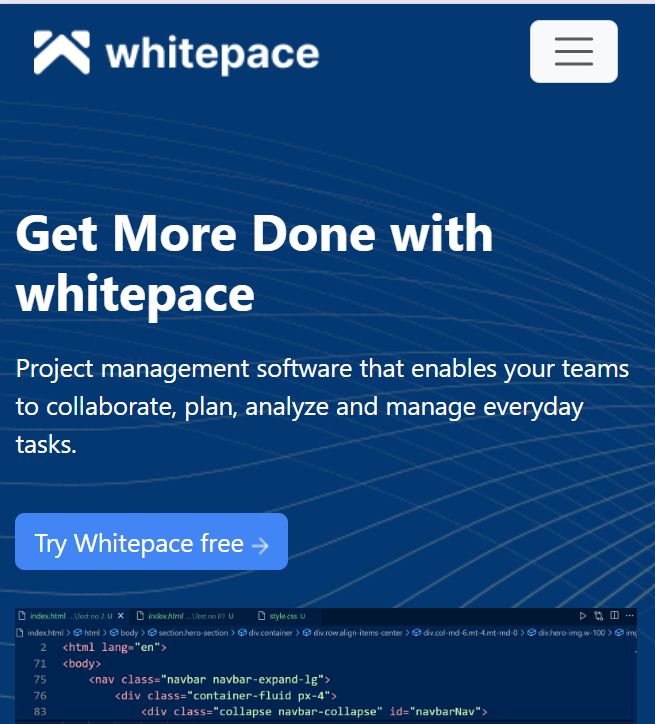 whitepace
Get More Done with
whitepace
Project management software that enables your teams
to collaborate, plan, analyze and manage everyday
tasks.
Try Whitepace free →
index.html ...\Test no 2 U × index.html ...\Test no 01 U style.css U
index.html > html > body > section.hero-section > div.container > div.row.align-items-center > div.col-md-6.mt-4.mt-md-0 > div.hero-img.w-100 > img
2 <html lang="en">
71 <body>
75 <nav class="navbar navbar-expand-lg">
76 <div class="container-fluid px-4">
83 <div class="collapse navbar-collapse" id="navbarNav">